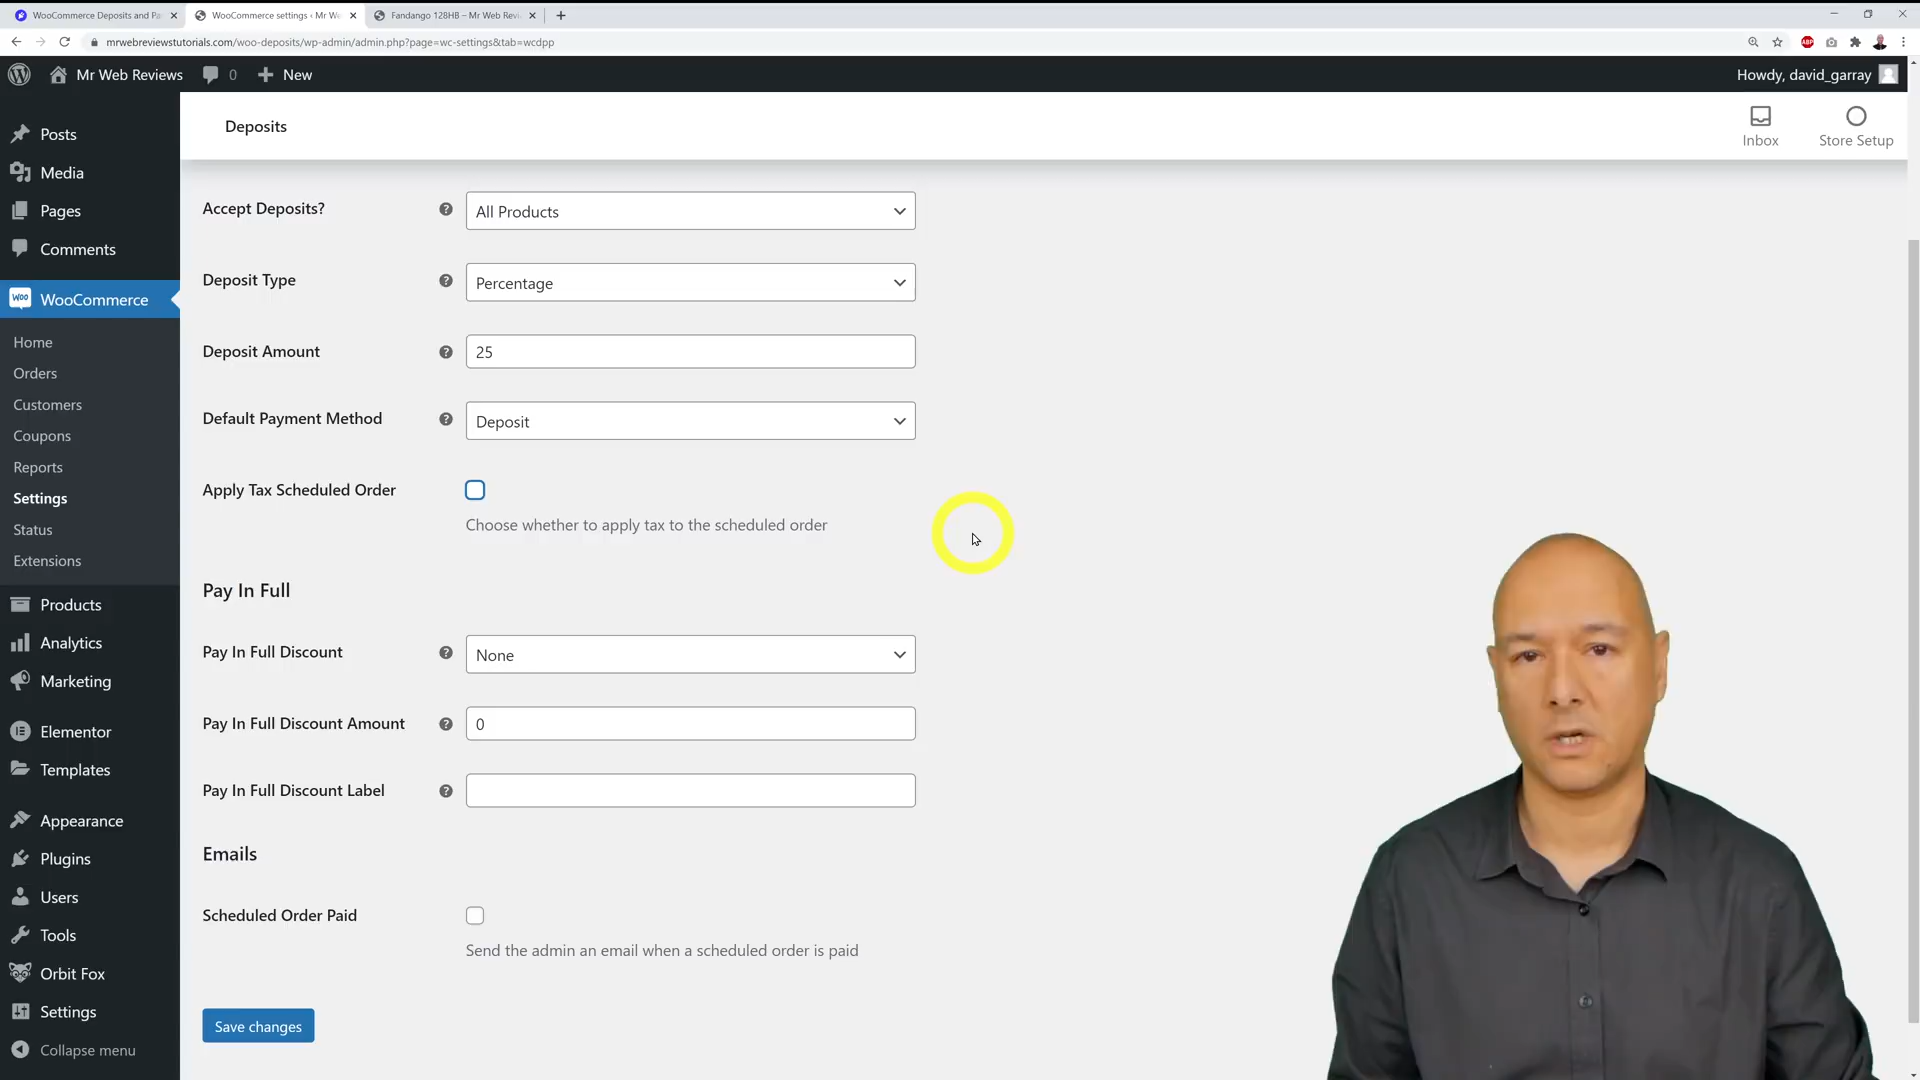 WooCommerce Deposits and Pa
WooCommerce settings ‹ Mr We
Fandango 128HB – Mr Web Revi
mrwebreviewstutorials.com/woo-deposits/wp-admin/admin.php?page=wc-settings&tab=wcdpp
ABP
Mr Web Reviews
0
New
Howdy, david_garray
Deposits
Inbox
Store Setup
Posts
Media
Pages
Comments
WooCommerce
Home
Orders
Customers
Coupons
Reports
Settings
Status
Extensions
Products
Analytics
Marketing
Elementor
Templates
Appearance
Plugins
Users
Tools
Orbit Fox
Settings
Collapse menu
Accept Deposits?
All Products
Deposit Type
Percentage
Deposit Amount
25
Default Payment Method
Deposit
Apply Tax Scheduled Order
Choose whether to apply tax to the scheduled order
Pay In Full
Pay In Full Discount
None
Pay In Full Discount Amount
0
Pay In Full Discount Label
Emails
Scheduled Order Paid
Send the admin an email when a scheduled order is paid
Save changes